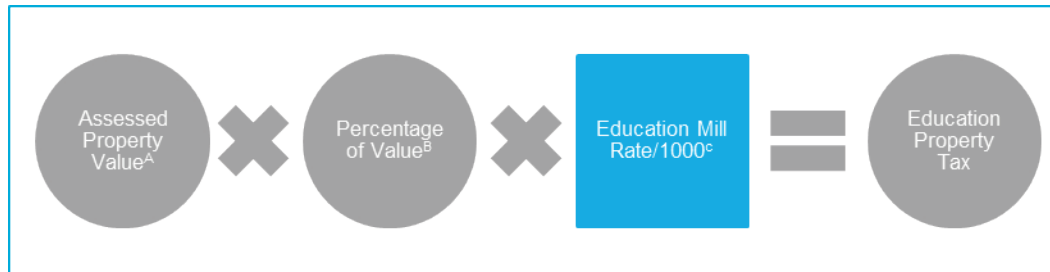 Assessed
Property
Valueᴬ
Percentage
of Valueᴮ
Education Mill
Rate/1000ᶜ
Education
Property
Tax